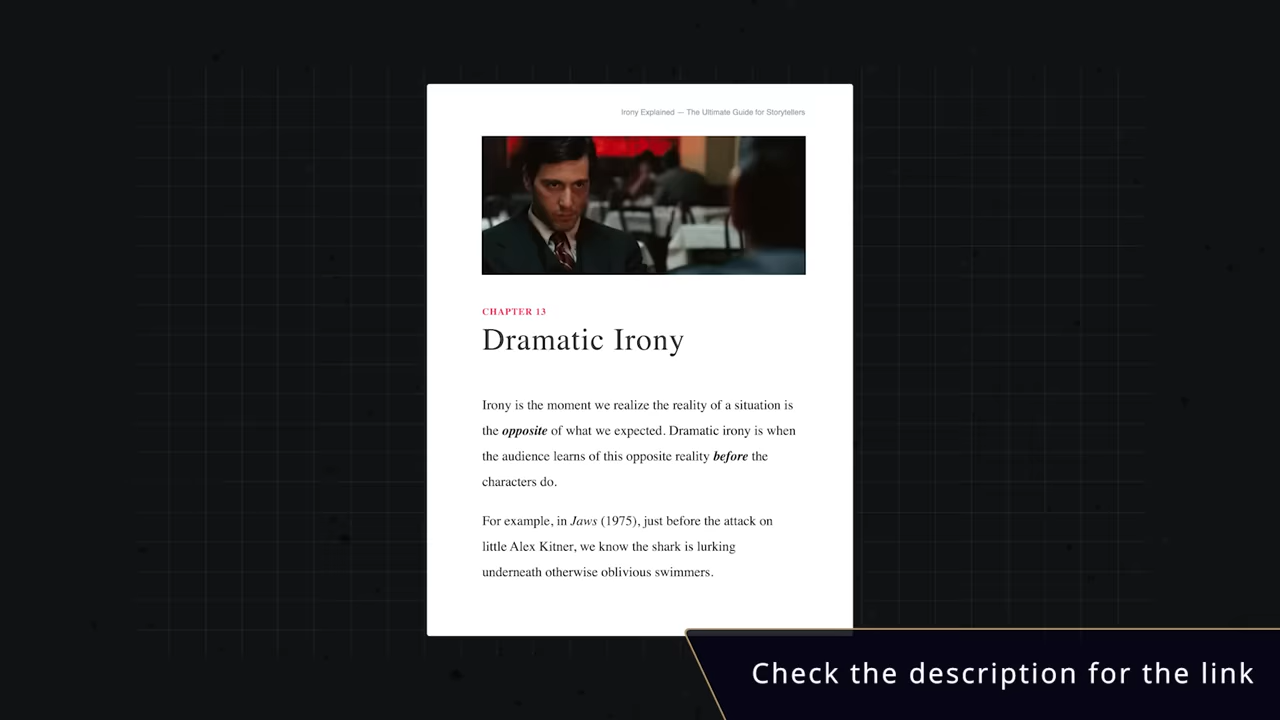 Irony Explained — The Ultimate Guide for Storytellers
CHAPTER 13
Dramatic Irony
Irony is the moment we realize the reality of a situation is
the opposite of what we expected. Dramatic irony is when
the audience learns of this opposite reality before the
characters do.
For example, in Jaws (1975), just before the attack on
little Alex Kitner, we know the shark is lurking
underneath otherwise oblivious swimmers.
Check the description for the link